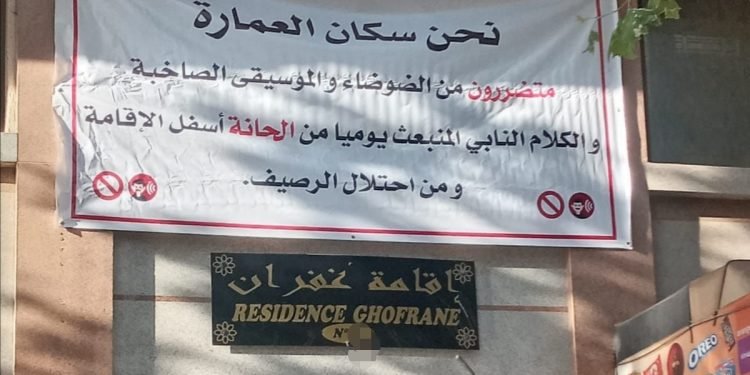 نحن سكان العمارة
متضررون من الضوضاء والموسيقى الصاخبة
والكلام النابي المنبعث يوميا من الحانة أسفل الإقامة
ومن احتلال الرصيف.
اقامة غفران
RESIDENCE GHOFRANE
N°
OREO